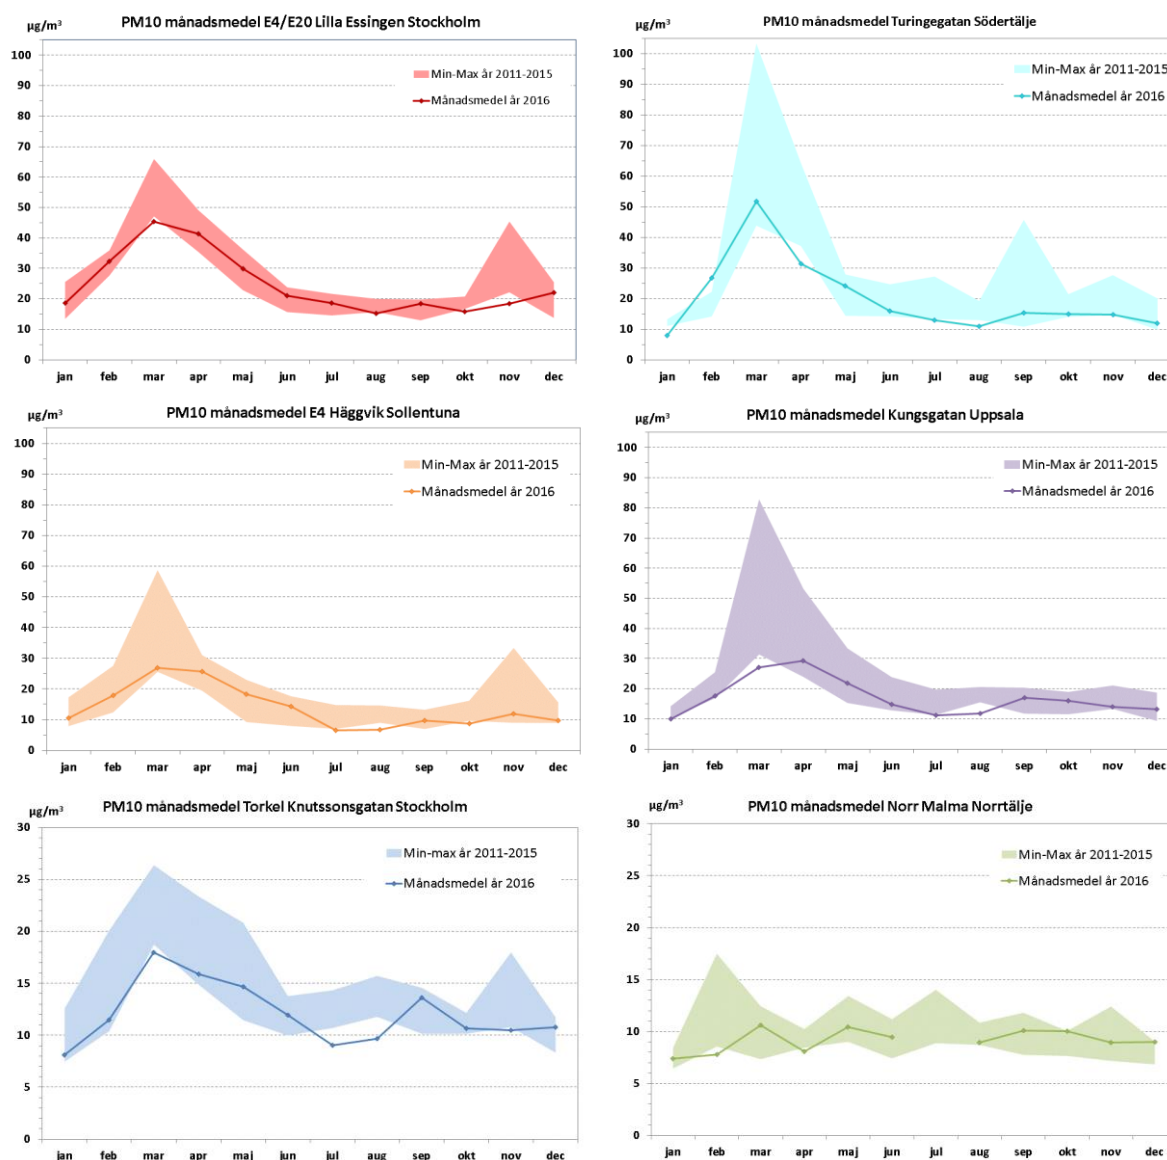 µg/m³
PM10 månadsmedel E4/E20 Lilla Essingen Stockholm
100
90
80
70
60
50
40
30
20
10
0
Min-Max år 2011-2015
Månadsmedel år 2016
jan feb mar apr maj jun jul aug sep okt nov dec
µg/m³
PM10 månadsmedel Turingegatan Södertälje
100
90
80
70
60
50
40
30
20
10
0
Min-Max år 2011-2015
Månadsmedel år 2016
jan feb mar apr maj jun jul aug sep okt nov dec
µg/m³
PM10 månadsmedel E4 Häggvik Sollentuna
100
90
80
70
60
50
40
30
20
10
0
Min-Max år 2011-2015
Månadsmedel år 2016
jan feb mar apr maj jun jul aug sep okt nov dec
µg/m³
PM10 månadsmedel Kungsgatan Uppsala
100
90
80
70
60
50
40
30
20
10
0
Min-Max år 2011-2015
Månadsmedel år 2016
jan feb mar apr maj jun jul aug sep okt nov dec
µg/m³
PM10 månadsmedel Torkel Knutssonsgatan Stockholm
30
25
20
15
10
5
0
Min-max år 2011-2015
Månadsmedel år 2016
jan feb mar apr maj jun jul aug sep okt nov dec
µg/m³
PM10 månadsmedel Norr Malma Norrtälje
30
25
20
15
10
5
0
Min-Max år 2011-2015
Månadsmedel år 2016
jan feb mar apr maj jun jul aug sep okt nov dec